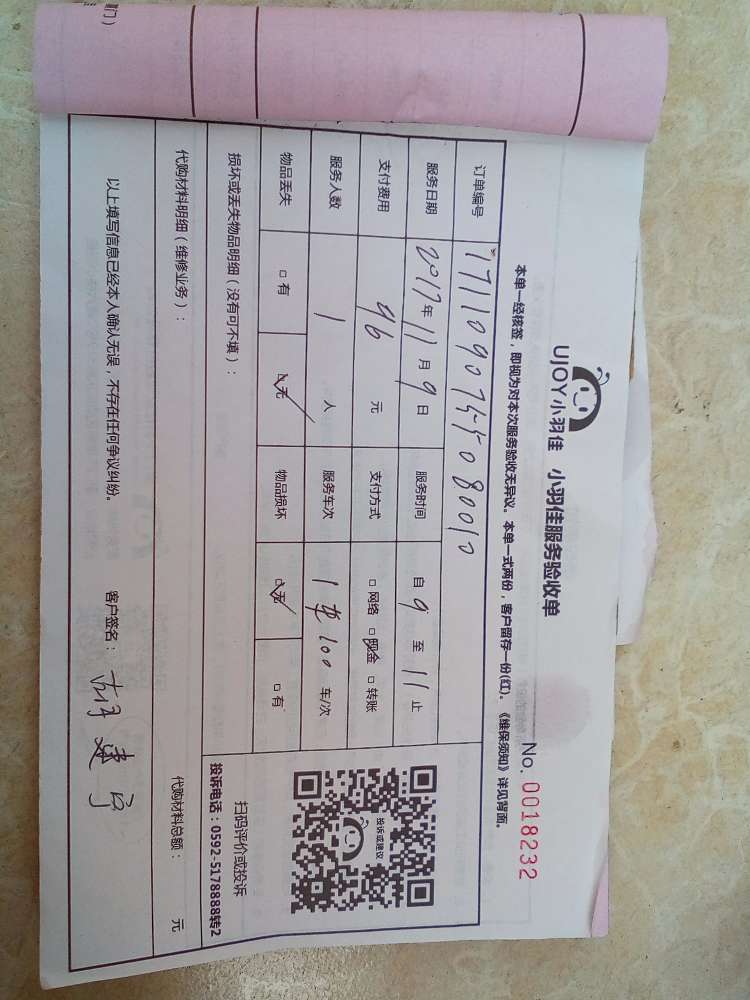 UJOY小羽佳 小羽佳服务验收单
No. 0018232
本单一经核签，即视为对本次服务验收无异议。本单一式两份，客户留存一份(红)。《维保须知》详见背面。
订单编号
服务日期 2017年 11月 9日 服务时间 自 9 至 11 止
支付费用 96 元 支付方式 □网络 □现金 □转账
服务人数 1 人 服务车次 1 100 车/次
物品丢失 □有 □无 物品损坏 □无 □有
投诉或建议
扫码评价或投诉
投诉电话：0592-5178888转2
损坏或丢失物品明细（没有可不填）：
代购材料明细（维修业务）：
代购材料总额： 元
以上填写信息已经本人确认无误，不存在任何争议纠纷。 客户签名：